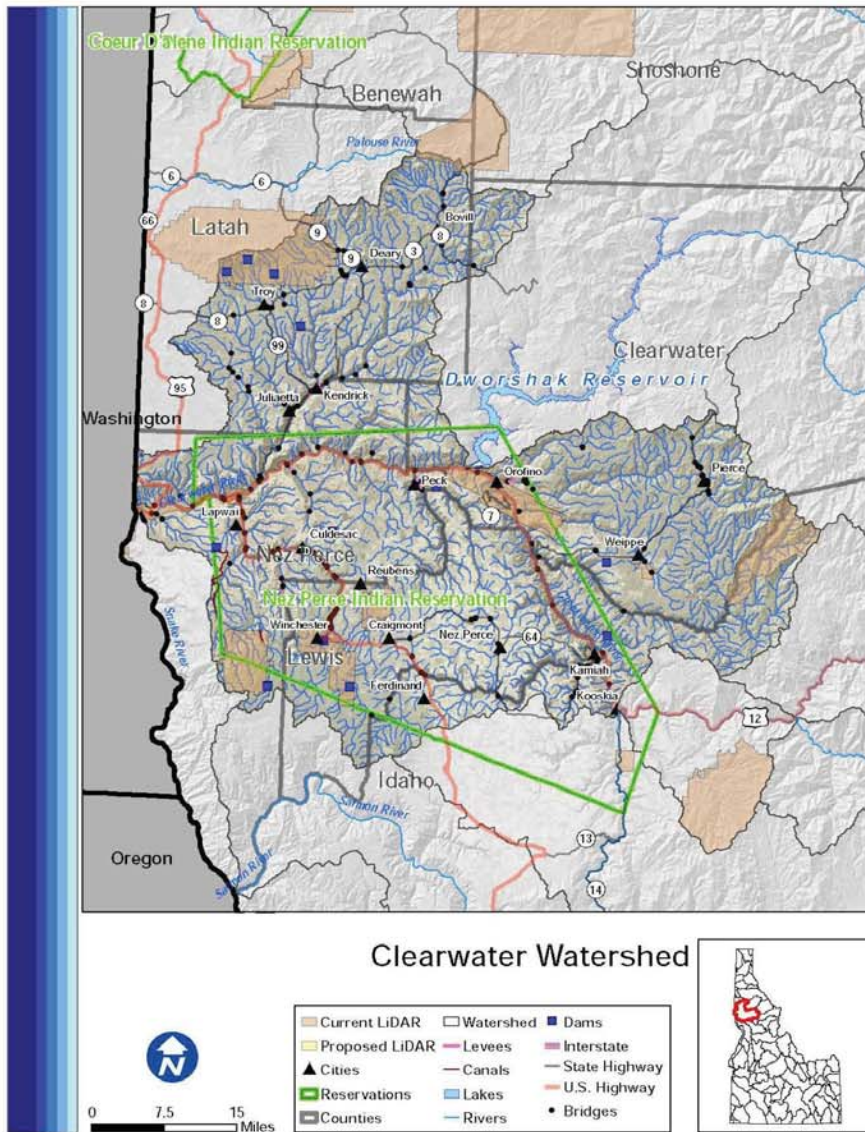 Coeur D'alene Indian Reservation
Shoshone
Benewah
Palouse River
6
6
66
Latah
9
Bovill
8
3
9
Deary
Troy
8
8
99
Clearwater
95
Kendrick
Juliaetta
Dworshak Reservoir
Washington
Pierce
Orofino
Peck
Lapwai
7
Culdesac
Weippe
Nez Perce
Reubens
Nez Perce Indian Reservation
Snake River
Winchester
Craigmont
Nez Perce
64
Lewis
Kamiah
Ferdinand
Kooskia
12
Idaho
Salmon River
13
Oregon
Salmon River
14
Clearwater Watershed
N
0 7.5 15
Miles
Current LiDAR
Proposed LiDAR
Cities
Reservations
Counties
Watershed
Levees
Canals
Lakes
Rivers
Dams
Interstate
State Highway
U.S. Highway
Bridges